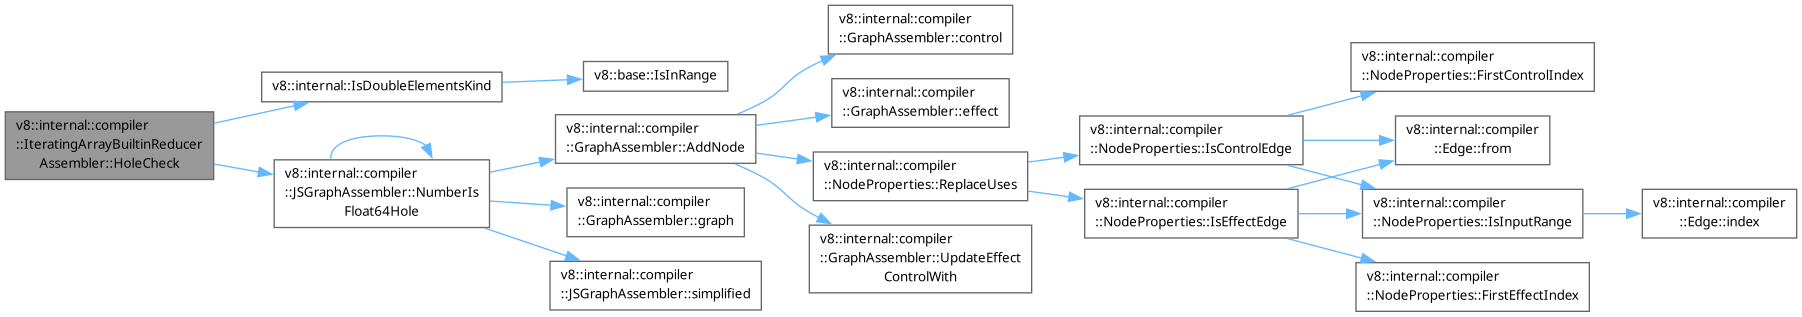 v8::internal::compiler
::IteratingArrayBuiltinReducer
Assembler::HoleCheck
v8::internal::IsDoubleElementsKind
v8::base::IsInRange
v8::internal::compiler
::JSGraphAssembler::NumberIs
Float64Hole
v8::internal::compiler
::GraphAssembler::AddNode
v8::internal::compiler
::GraphAssembler::control
v8::internal::compiler
::GraphAssembler::effect
v8::internal::compiler
::NodeProperties::ReplaceUses
v8::internal::compiler
::NodeProperties::IsControlEdge
v8::internal::compiler
::NodeProperties::FirstControlIndex
v8::internal::compiler
::Edge::from
v8::internal::compiler
::NodeProperties::IsInputRange
v8::internal::compiler
::Edge::index
v8::internal::compiler
::NodeProperties::IsEffectEdge
v8::internal::compiler
::NodeProperties::FirstEffectIndex
v8::internal::compiler
::GraphAssembler::UpdateEffect
ControlWith
v8::internal::compiler
::GraphAssembler::graph
v8::internal::compiler
::JSGraphAssembler::simplified